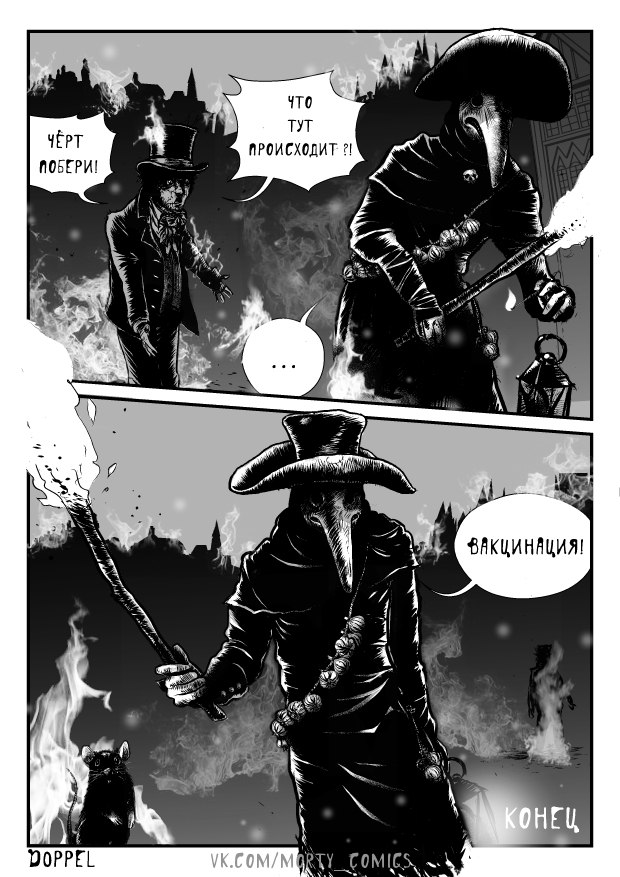 ЧЁРТ
ПОБЕРИ!
ЧТО
ТУТ
ПРОИСХОДИТ?!
...
ВАКЦИНАЦИЯ!
КОНЕЦ
DOPPEL
VK.COM/MORTY_COMICS